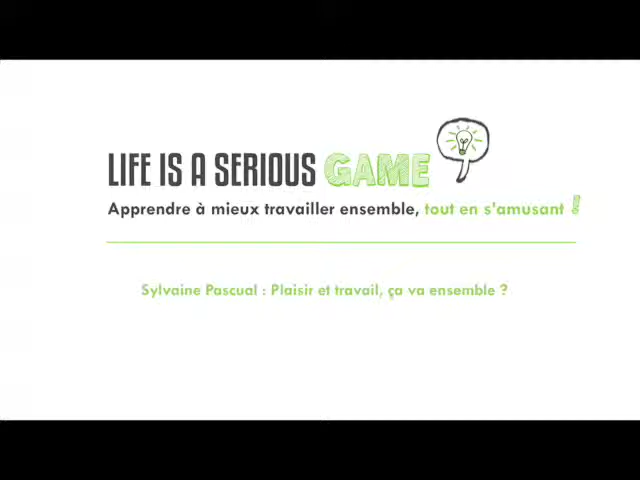 LIFE IS A SERIOUS GAME
Apprendre à mieux travailler ensemble, tout en s'amusant !
Sylvaine Pascual : Plaisir et travail, ça va ensemble ?